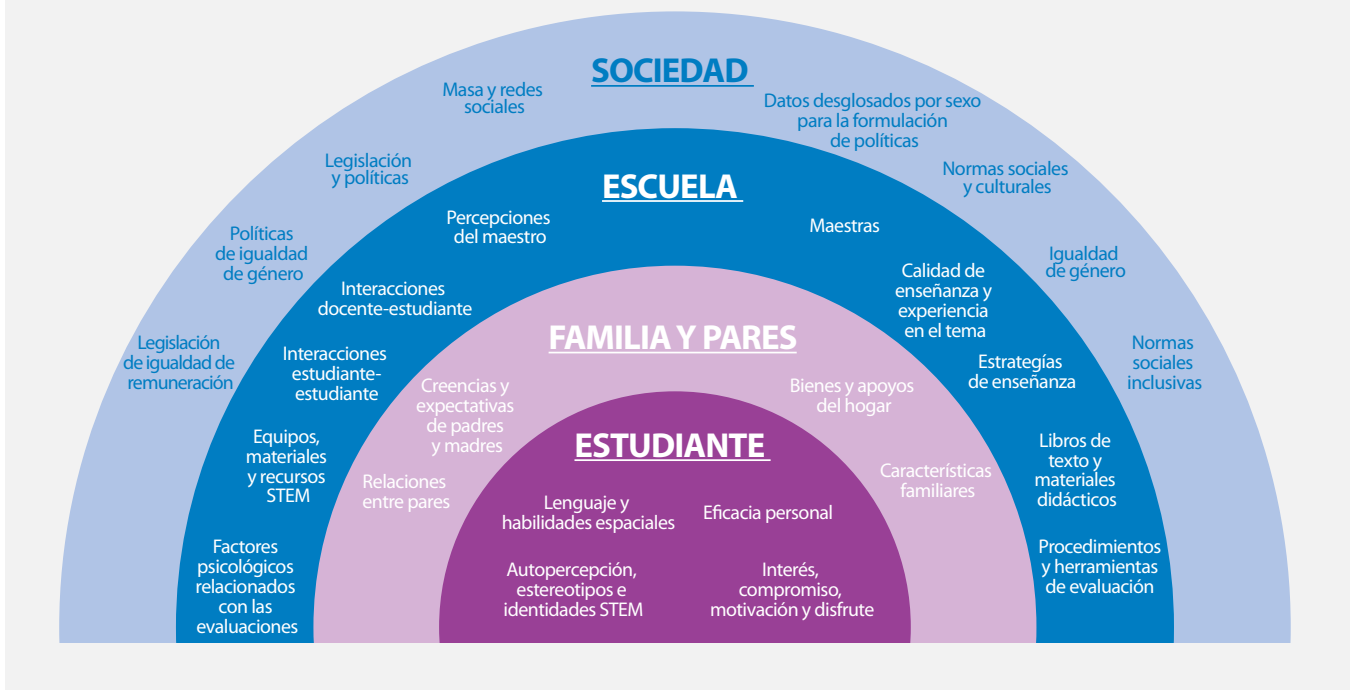 SOCIEDAD
Masa y redes
sociales
Datos desglosados por sexo
para la formulación
de políticas
Legislación
y políticas
Normas sociales
y culturales
Políticas
de igualdad
de género
Igualdad
de género
Legislación
de igualdad de
remuneración
Normas
sociales
inclusivas
ESCUELA
Percepciones
del maestro
Maestras
Interacciones
docente-estudiante
Calidad de
enseñanza y
experiencia
en el tema
Interacciones
estudiante-
estudiante
Estrategías
de enseñanza
Equipos,
materiales
y recursos
STEM
Libros de
texto y
materiales
didácticos
Factores
psicológicos
relacionados
con las
evaluaciones
Procedimientos
y herramientas
de evaluación
FAMILIA Y PARES
Creencias y
expectativas
de padres
y madres
Bienes y apoyos
del hogar
Relaciones
entre pares
Características
familiares
ESTUDIANTE
Lenguaje y
habilidades espaciales
Eficacia personal
Autopercepción,
estereotipos e
identidades STEM
Interés,
compromiso,
motivación y disfrute